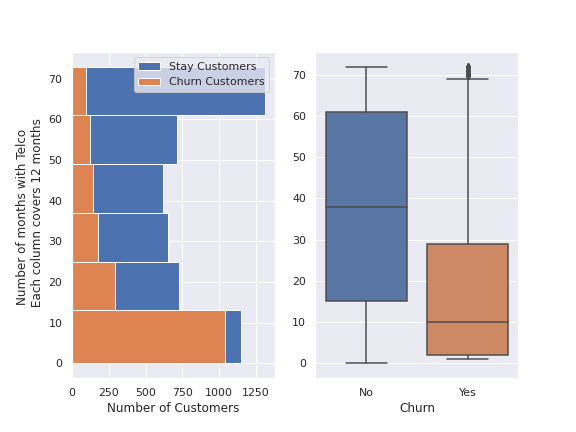 Stay Customers
Churn Customers
70
60
50
40
30
20
10
0
Number of months with Telco
Each column covers 12 months
0
250
500
750
1000
1250
Number of Customers
70
60
50
40
30
20
10
0
No
Yes
Churn